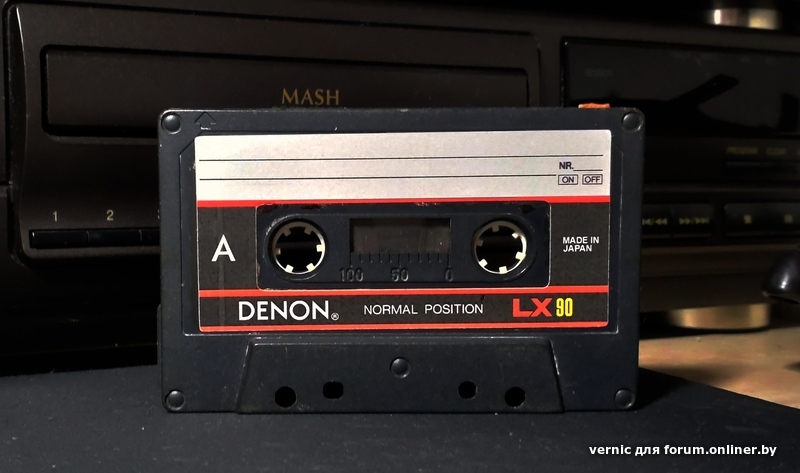 MASH
1 2
NR.
ON OFF
A
MADE IN
JAPAN
100 50 0
DENON® NORMAL POSITION LX 90
vernic для forum.onliner.by